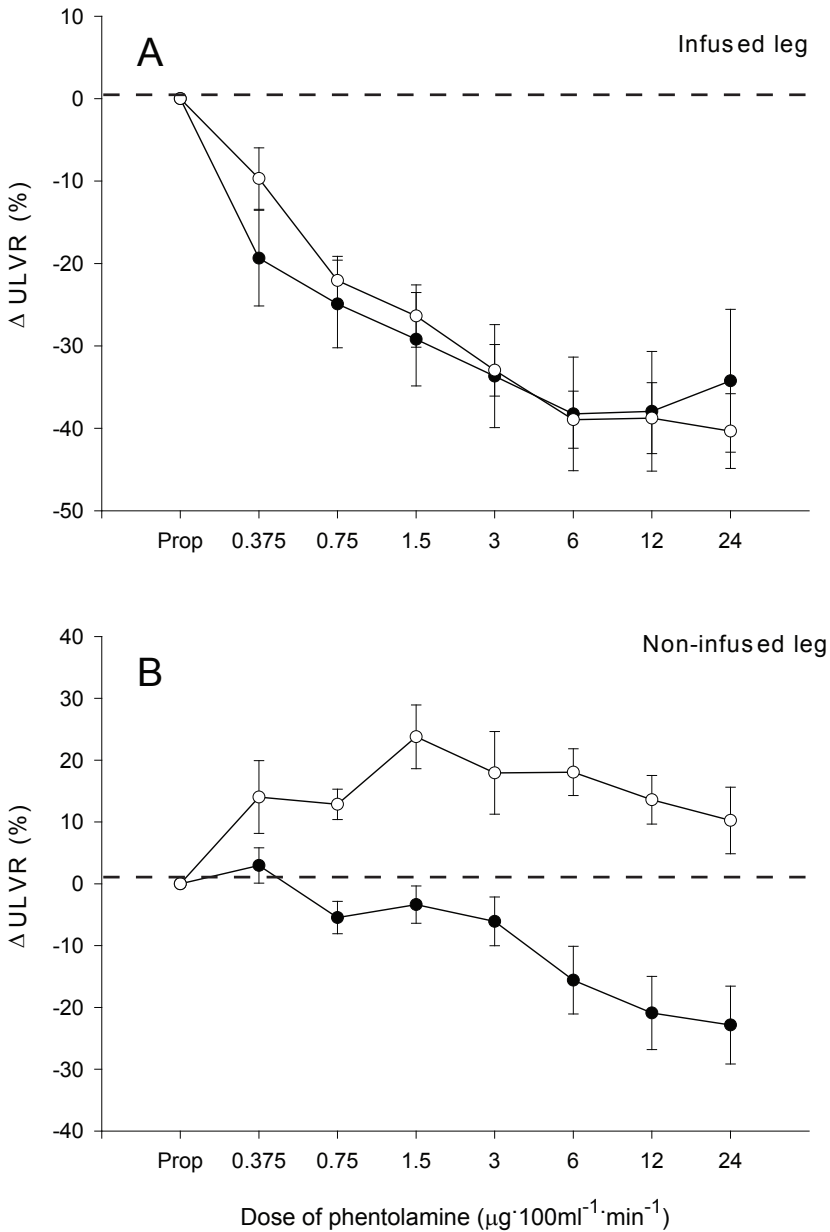 10
A
Infused leg
0
-10
-20
-30
-40
-50
Δ ULVR (%)
Prop 0.375 0.75 1.5 3 6 12 24
40
B
Non-infused leg
30
20
10
0
-10
-20
-30
-40
Δ ULVR (%)
Prop 0.375 0.75 1.5 3 6 12 24
Dose of phentolamine (μg·100ml⁻¹·min⁻¹)